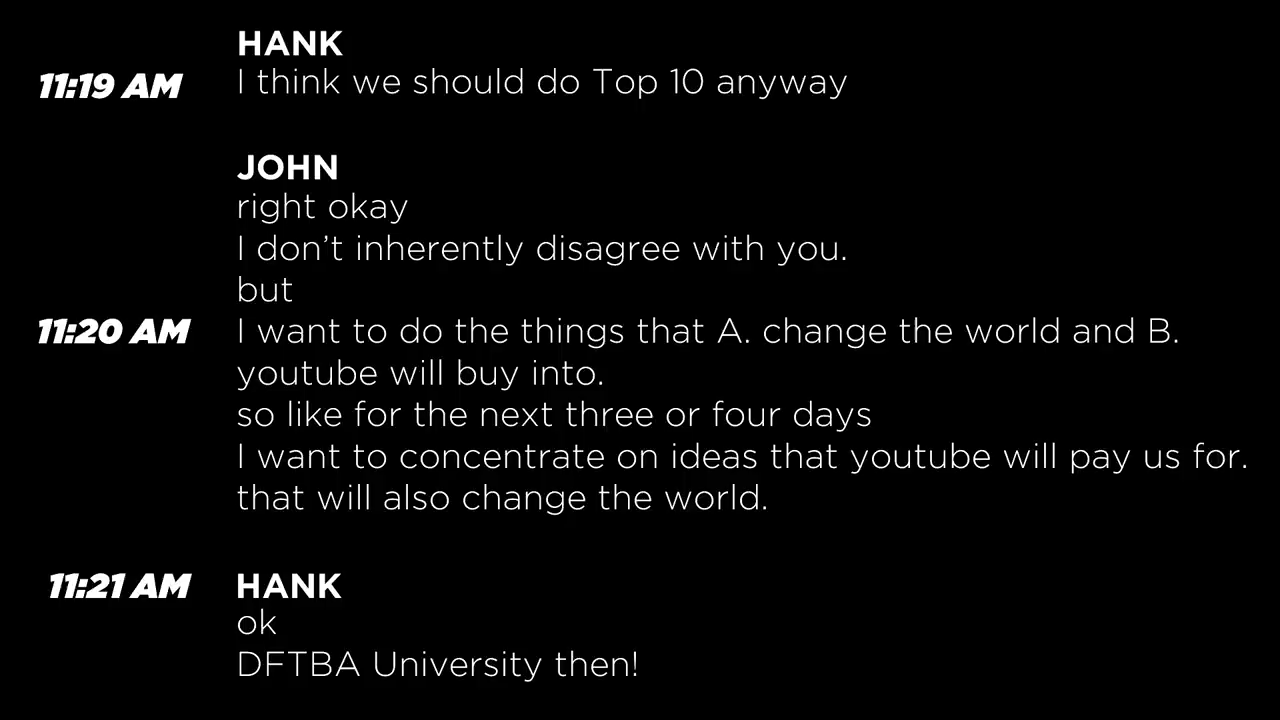 HANK
11:19 AM I think we should do Top 10 anyway
JOHN
right okay
I don't inherently disagree with you.
but
11:20 AM I want to do the things that A. change the world and B.
youtube will buy into.
so like for the next three or four days
I want to concentrate on ideas that youtube will pay us for.
that will also change the world.
11:21 AM HANK
ok
DFTBA University then!